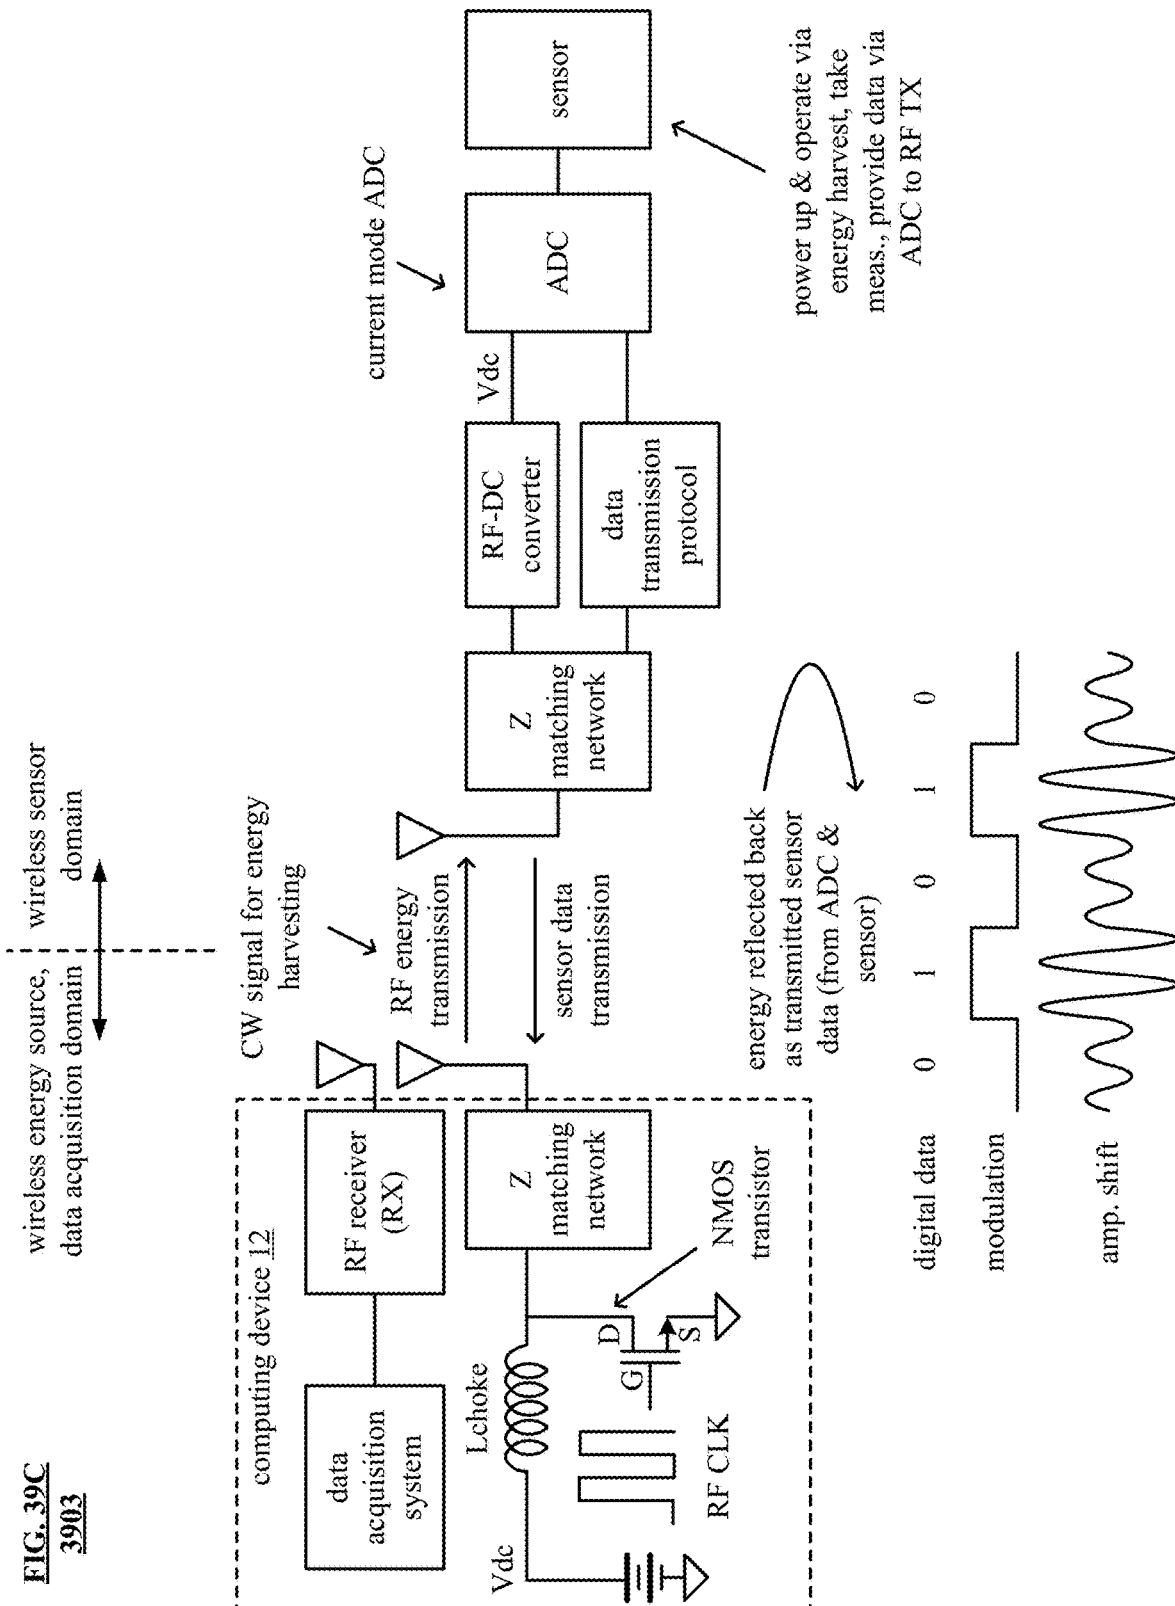 FIG. 39C
3903
wireless energy source,
data acquisition domain
wireless sensor
domain
computing device 12
data
acquisition
system
RF receiver
(RX)
CW signal for energy
harvesting
RF energy
transmission
sensor data
transmission
Vdc
Lchoke
Z
matching
network
RF CLK
G
D
S
NMOS
transistor
Z
matching
network
RF-DC
converter
data
transmission
protocol
Vdc
current mode ADC
ADC
sensor
power up & operate via
energy harvest, take
meas., provide data via
ADC to RF TX
energy reflected back
as transmitted sensor
data (from ADC &
sensor)
digital data
0 1 0 1 0
modulation
amp. shift